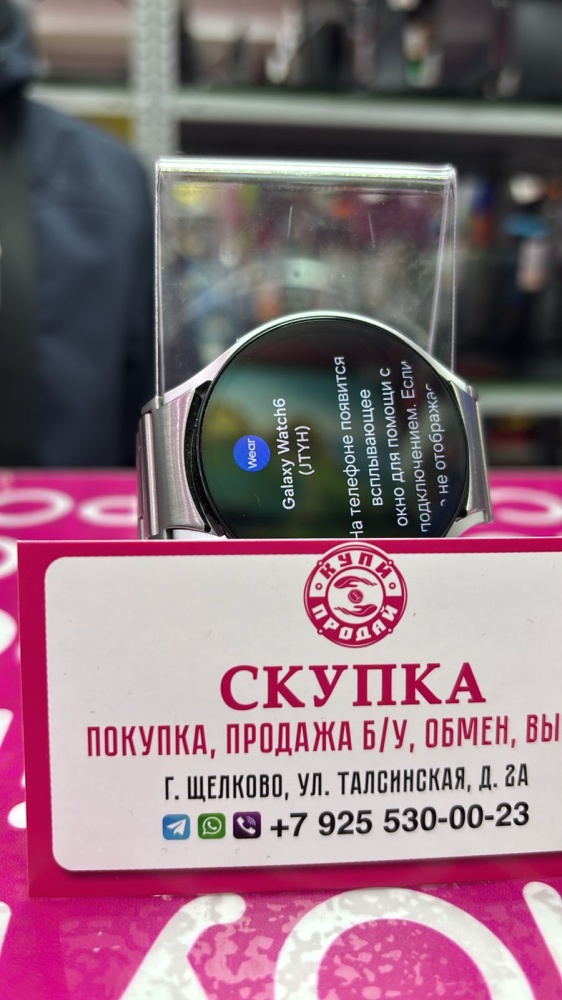 Wear
Galaxy Watch6
(JTYH)
На телефоне появится
всплывающее
окно для помощи с
подключением. Если
не отображае
КУПИ
ПРОДАЙ
СКУПКА
ПОКУПКА, ПРОДАЖА Б/У, ОБМЕН, ВЫ
Г. ЩЕЛКОВО, УЛ. ТАЛСИНСКАЯ, Д. 2А
+7 925 530-00-23